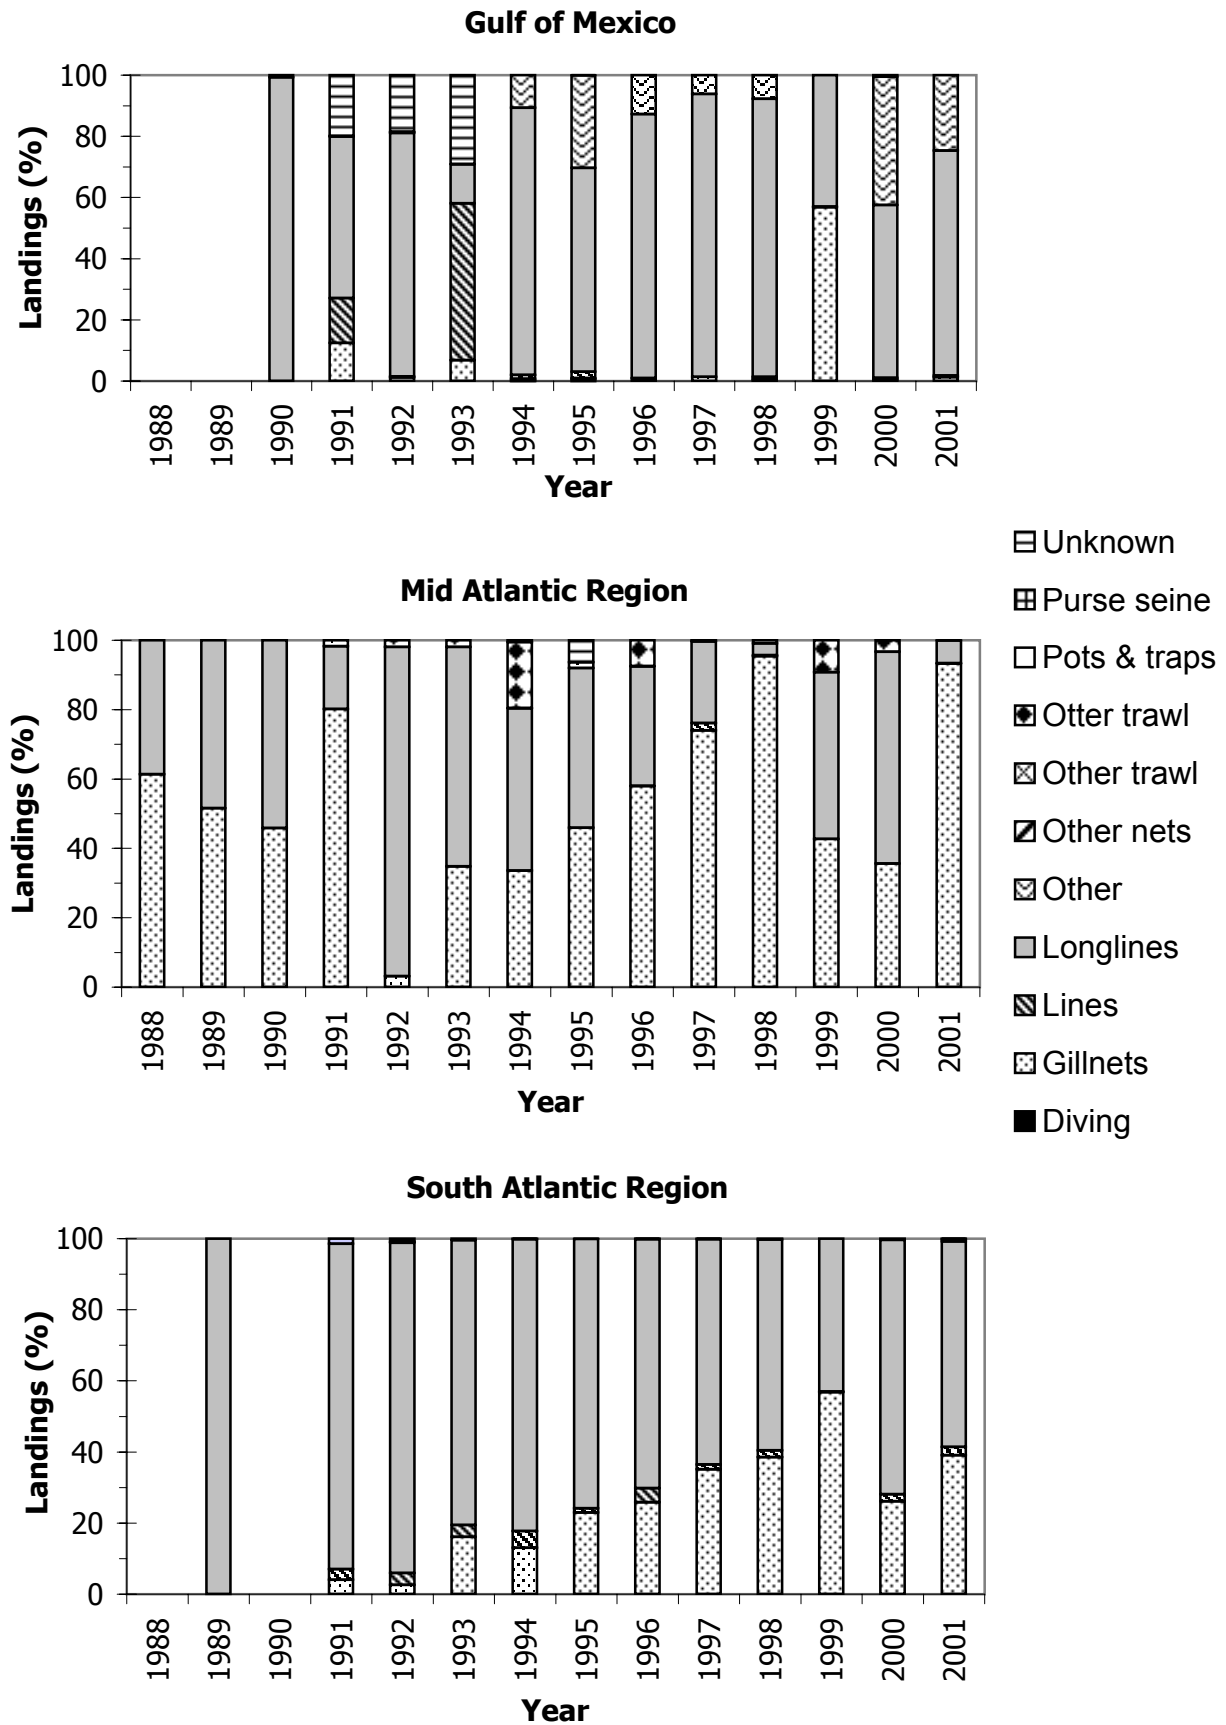 Gulf of Mexico
100
80
60
40
20
0
Landings (%)
1988 1989 1990 1991 1992 1993 1994 1995 1996 1997 1998 1999 2000 2001
Year
Mid Atlantic Region
100
80
60
40
20
0
Landings (%)
1988 1989 1990 1991 1992 1993 1994 1995 1996 1997 1998 1999 2000 2001
Year
Unknown
Purse seine
Pots & traps
Otter trawl
Other trawl
Other nets
Other
Longlines
Lines
Gillnets
Diving
South Atlantic Region
100
80
60
40
20
0
Landings (%)
1988 1989 1990 1991 1992 1993 1994 1995 1996 1997 1998 1999 2000 2001
Year